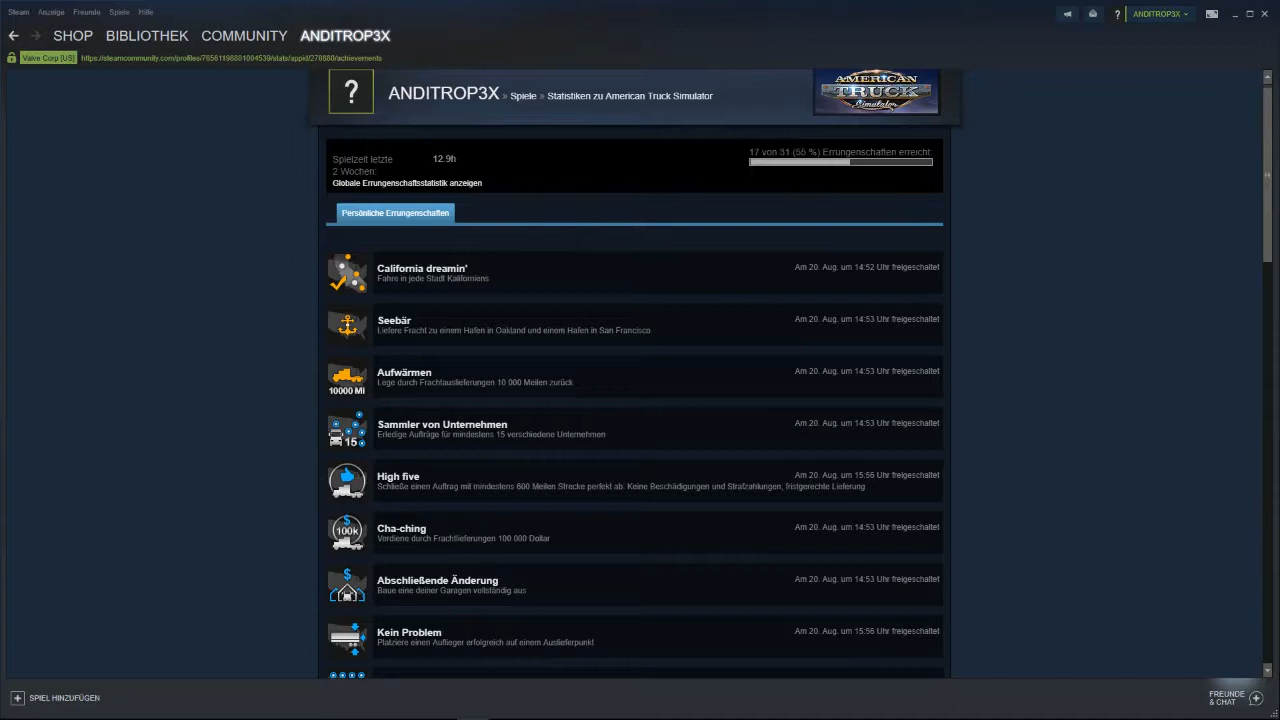 Steam Anzeige Freunde Spiele Hilfe
? ANDITROP3X
SHOP BIBLIOTHEK COMMUNITY ANDITROP3X
Valve Corp [US] https://steamcommunity.com/profiles/76561198801004539/stats/appid/270880/achievements
? ANDITROP3X » Spiele » Statistiken zu American Truck Simulator
AMERICAN
TRUCK
Simulator
Spielzeit letzte 12.9h
2 Wochen:
Globale Errungenschaftsstatistik anzeigen
17 von 31 (55 %) Errungenschaften erreicht:
Persönliche Errungenschaften
California dreamin'
Fahre in jede Stadt Kaliforniens
Am 20. Aug. um 14:52 Uhr freigeschaltet
Seebär
Liefere Fracht zu einem Hafen in Oakland und einem Hafen in San Francisco
Am 20. Aug. um 14:53 Uhr freigeschaltet
10000 MI
Aufwärmen
Lege durch Frachtauslieferungen 10 000 Meilen zurück
Am 20. Aug. um 14:53 Uhr freigeschaltet
15
Sammler von Unternehmen
Erledige Aufträge für mindestens 15 verschiedene Unternehmen
Am 20. Aug. um 14:53 Uhr freigeschaltet
High five
Schließe einen Auftrag mit mindestens 600 Meilen Strecke perfekt ab. Keine Beschädigungen und Strafzahlungen, fristgerechte Lieferung
Am 20. Aug. um 15:56 Uhr freigeschaltet
$
100k
Cha-ching
Verdiene durch Frachtlieferungen 100 000 Dollar
Am 20. Aug. um 14:53 Uhr freigeschaltet
$
Abschließende Änderung
Baue eine deiner Garagen vollständig aus
Am 20. Aug. um 14:53 Uhr freigeschaltet
Kein Problem
Platziere einen Auflieger erfolgreich auf einem Auslieferpunkt!
Am 20. Aug. um 15:56 Uhr freigeschaltet
+ SPIEL HINZUFÜGEN
FREUNDE
& CHAT